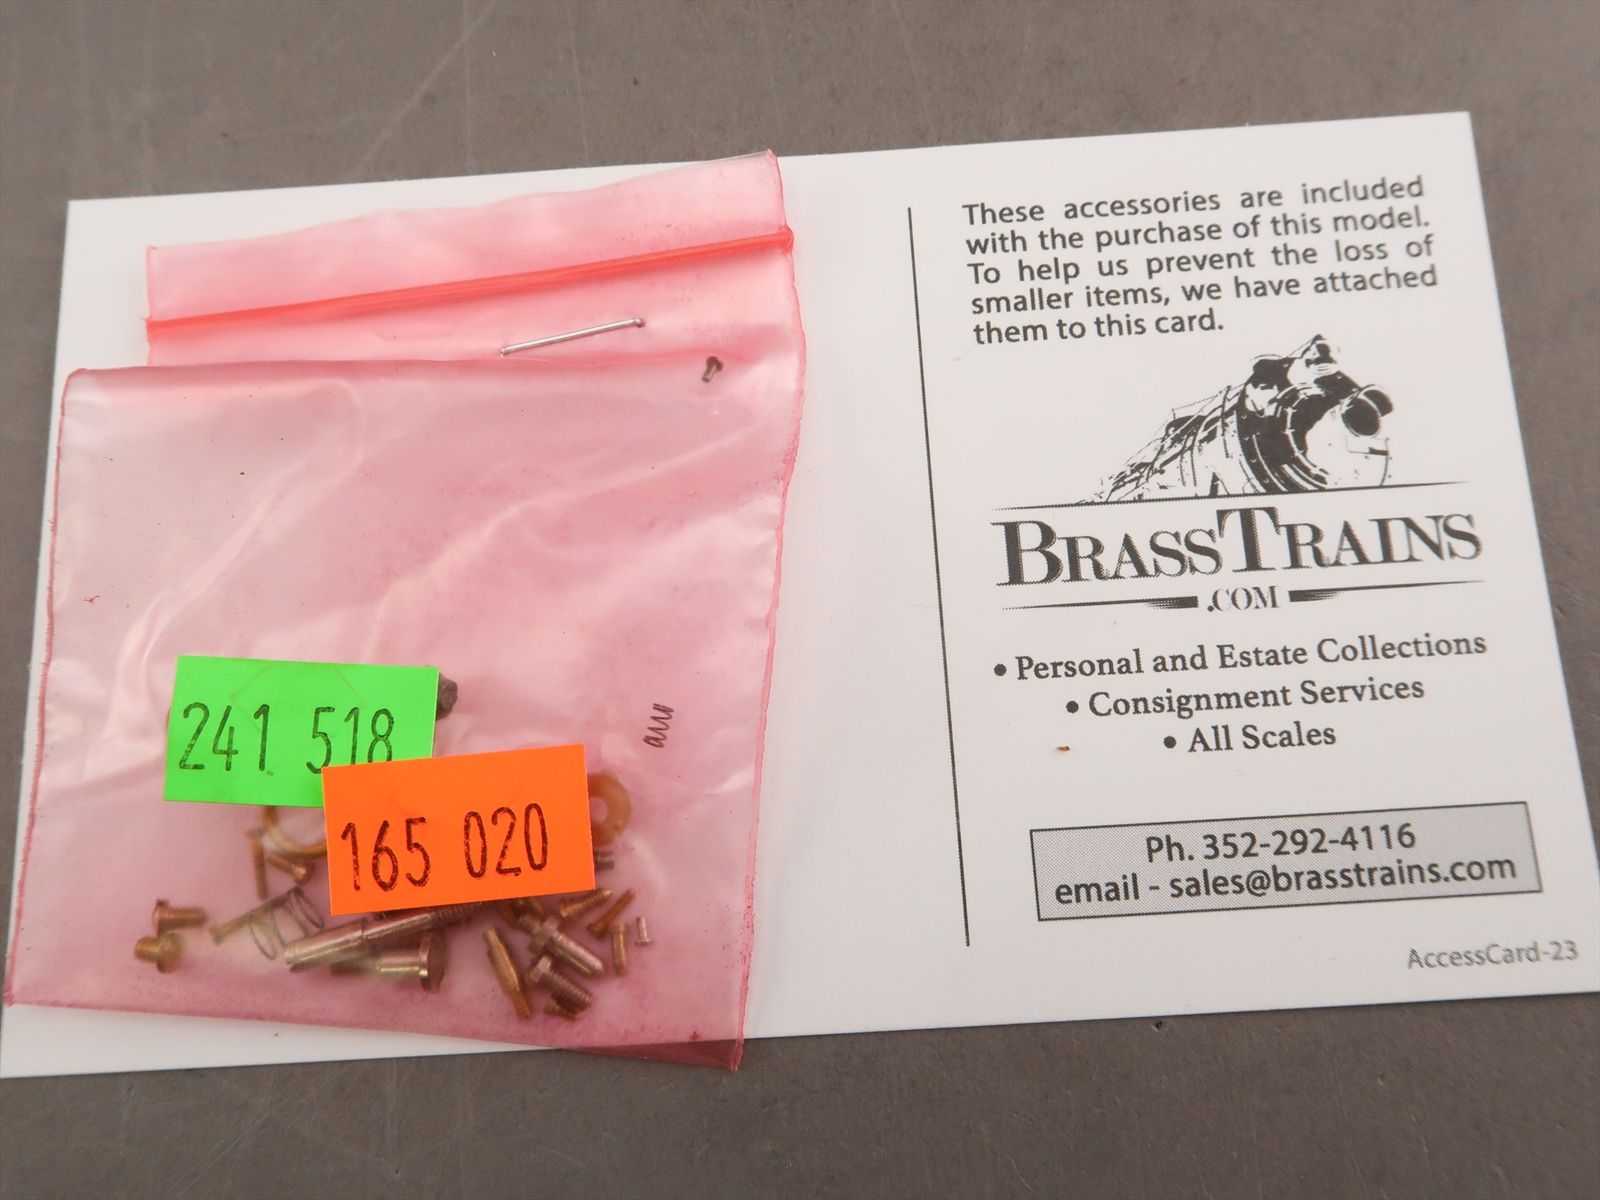 These accessories are included
with the purchase of this model.
To help us prevent the loss of
smaller items, we have attached
them to this card.
BRASSTRAINS
.COM
• Personal and Estate Collections
• Consignment Services
• All Scales
Ph. 352-292-4116
email - sales@brasstrains.com
AccessCard-23
241 518
165 020